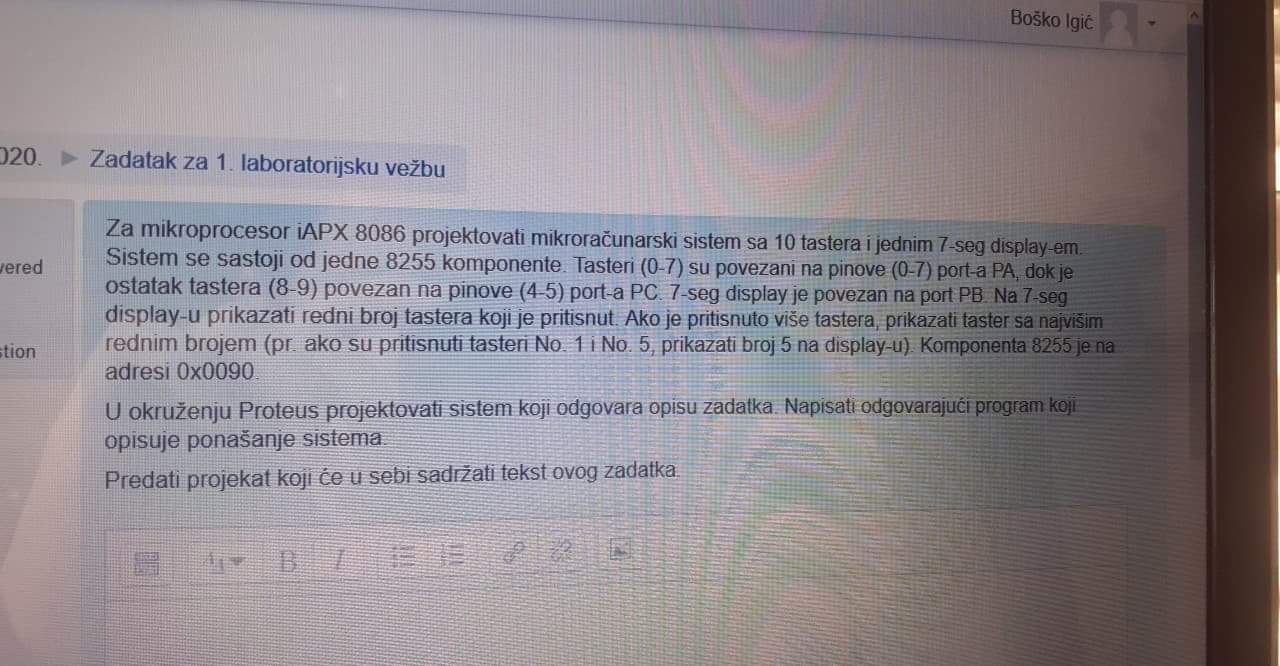 Boško Igić
020. ► Zadatak za 1. laboratorijsku vežbu
Za mikroprocesor iAPX 8086 projektovati mikroračunarski sistem sa 10 tastera i jednim 7-seg display-em.
Sistem se sastoji od jedne 8255 komponente. Tasteri (0-7) su povezani na pinove (0-7) port-a PA, dok je
vered
ostatak tastera (8-9) povezan na pinove (4-5) port-a PC. 7-seg display je povezan na port PB. Na 7-seg
display-u prikazati redni broj tastera koji je pritisnut. Ako je pritisnuto više tastera, prikazati taster sa najvišim
stion
rednim brojem (pr. ako su pritisnuti tasteri No. 1 i No. 5, prikazati broj 5 na display-u). Komponenta 8255 je na
adresi 0x0090.
U okruženju Proteus projektovati sistem koji odgovara opisu zadatka. Napisati odgovarajući program koji
opisuje ponašanje sistema.
Predati projekat koji će u sebi sadržati tekst ovog zadatka.
B I